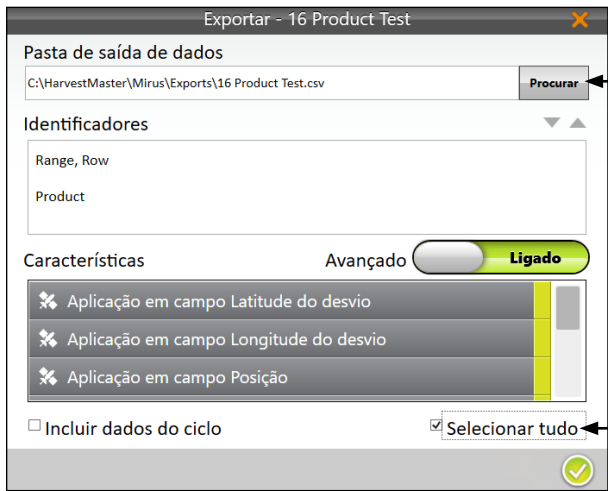 Exportar - 16 Product Test
Pasta de saída de dados
C:\HarvestMaster\Mirus\Exports\16 Product Test.csv Procurar
Identificadores
Range, Row
Product
Características Avançado Ligado
Aplicação em campo Latitude do desvio
Aplicação em campo Longitude do desvio
Aplicação em campo Posição
Incluir dados do ciclo Selecionar tudo